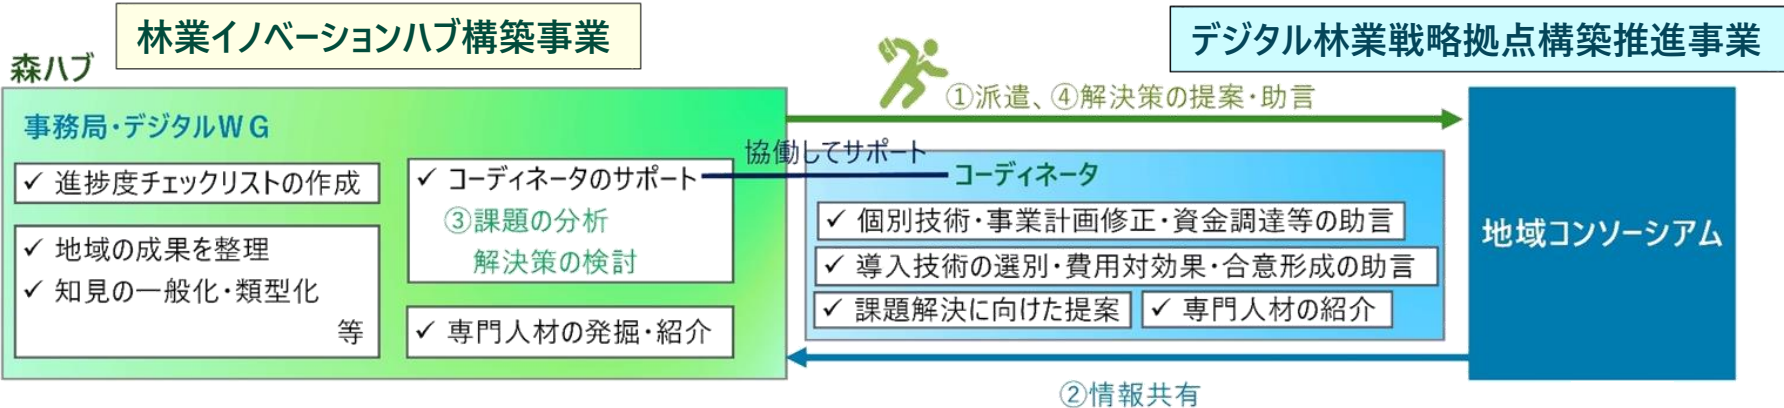 林業イノベーションハブ構築事業
デジタル林業戦略拠点構築推進事業
森ハブ
①派遣、④解決策の提案・助言
事務局・デジタルWG
✓ 進捗度チェックリストの作成
✓ 地域の成果を整理
✓ 知見の一般化・類型化
等
✓ コーディネータのサポート
③課題の分析
解決策の検討
✓ 専門人材の発掘・紹介
協働してサポート
コーディネータ
✓ 個別技術・事業計画修正・資金調達等の助言
✓ 導入技術の選別・費用対効果・合意形成の助言
✓ 課題解決に向けた提案
✓ 専門人材の紹介
地域コンソーシアム
②情報共有